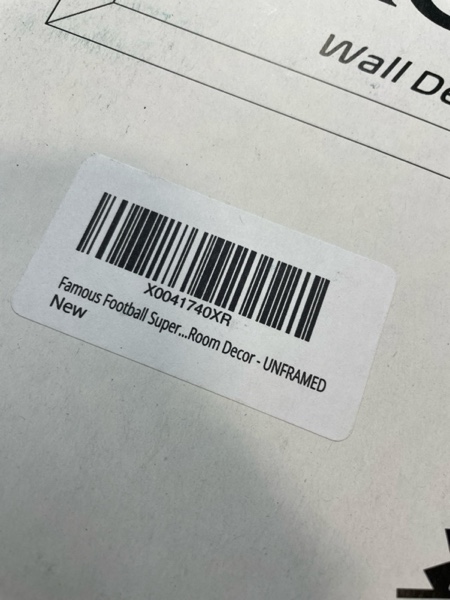 Wall De
X0041740XR
Famous Football Super...Room Decor - UNFRAMED
New